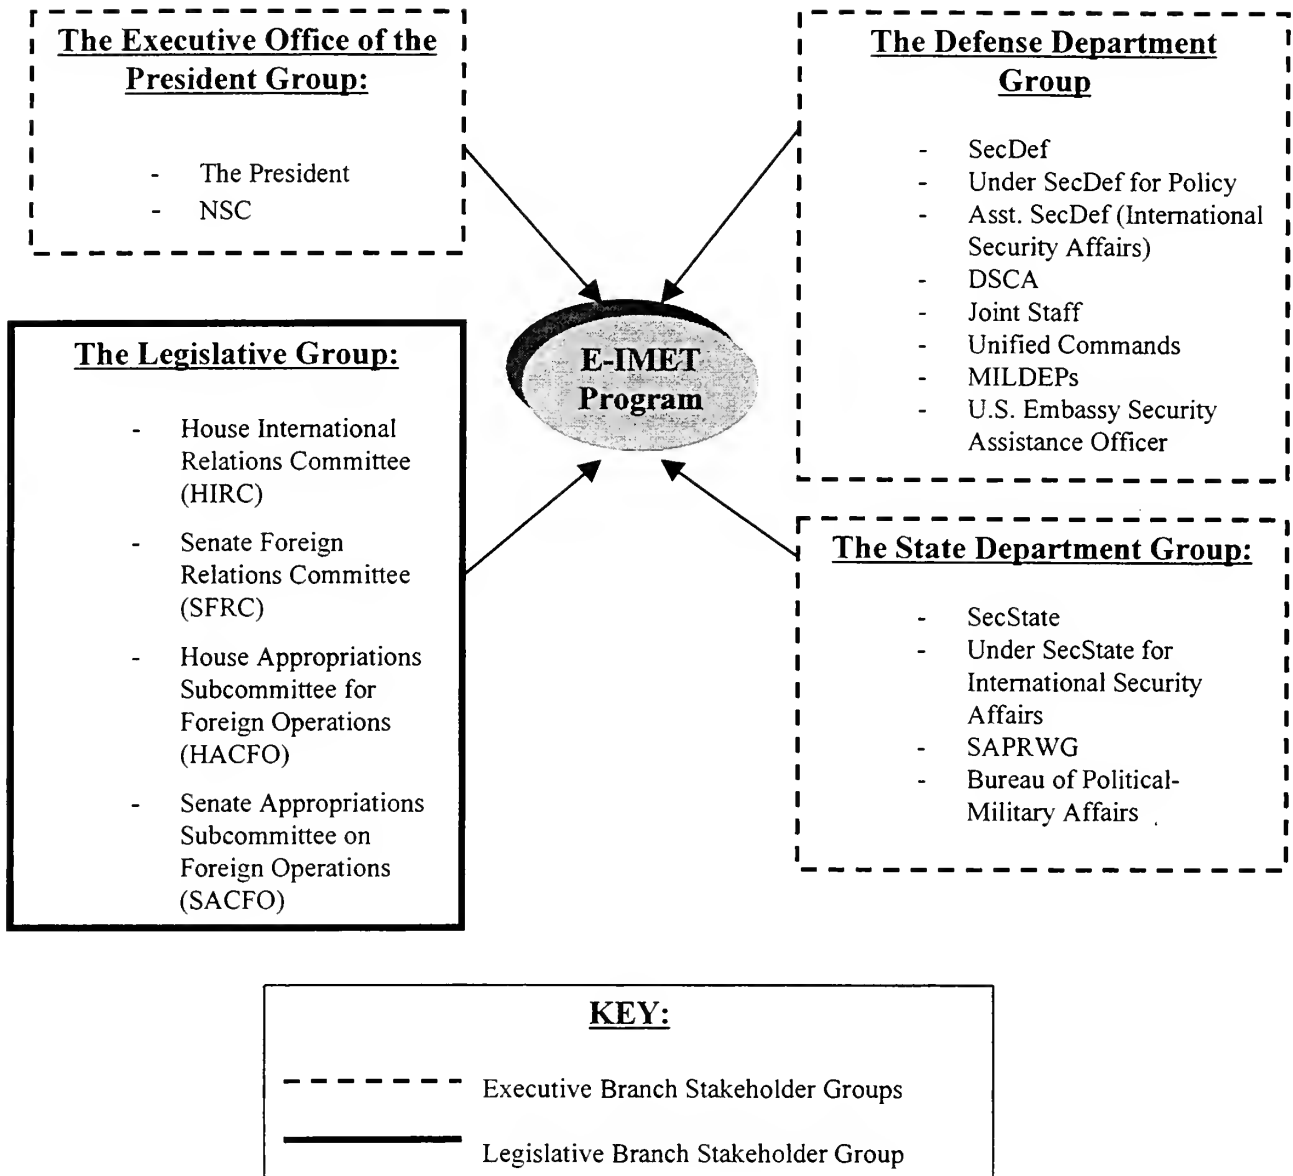 The Executive Office of the
President Group:
- The President
- NSC
The Defense Department
Group
- SecDef
- Under SecDef for Policy
- Asst. SecDef (International
Security Affairs)
- DSCA
- Joint Staff
- Unified Commands
- MILDEPs
- U.S. Embassy Security
Assistance Officer
E-IMET
Program
The Legislative Group:
- House International
Relations Committee
(HIRC)
- Senate Foreign
Relations Committee
(SFRC)
- House Appropriations
Subcommittee for
Foreign Operations
(HACFO)
- Senate Appropriations
Subcommittee on
Foreign Operations
(SACFO)
The State Department Group:
- SecState
- Under SecState for
International Security
Affairs
- SAPRWG
- Bureau of Political-
Military Affairs
KEY:
Executive Branch Stakeholder Groups
Legislative Branch Stakeholder Group